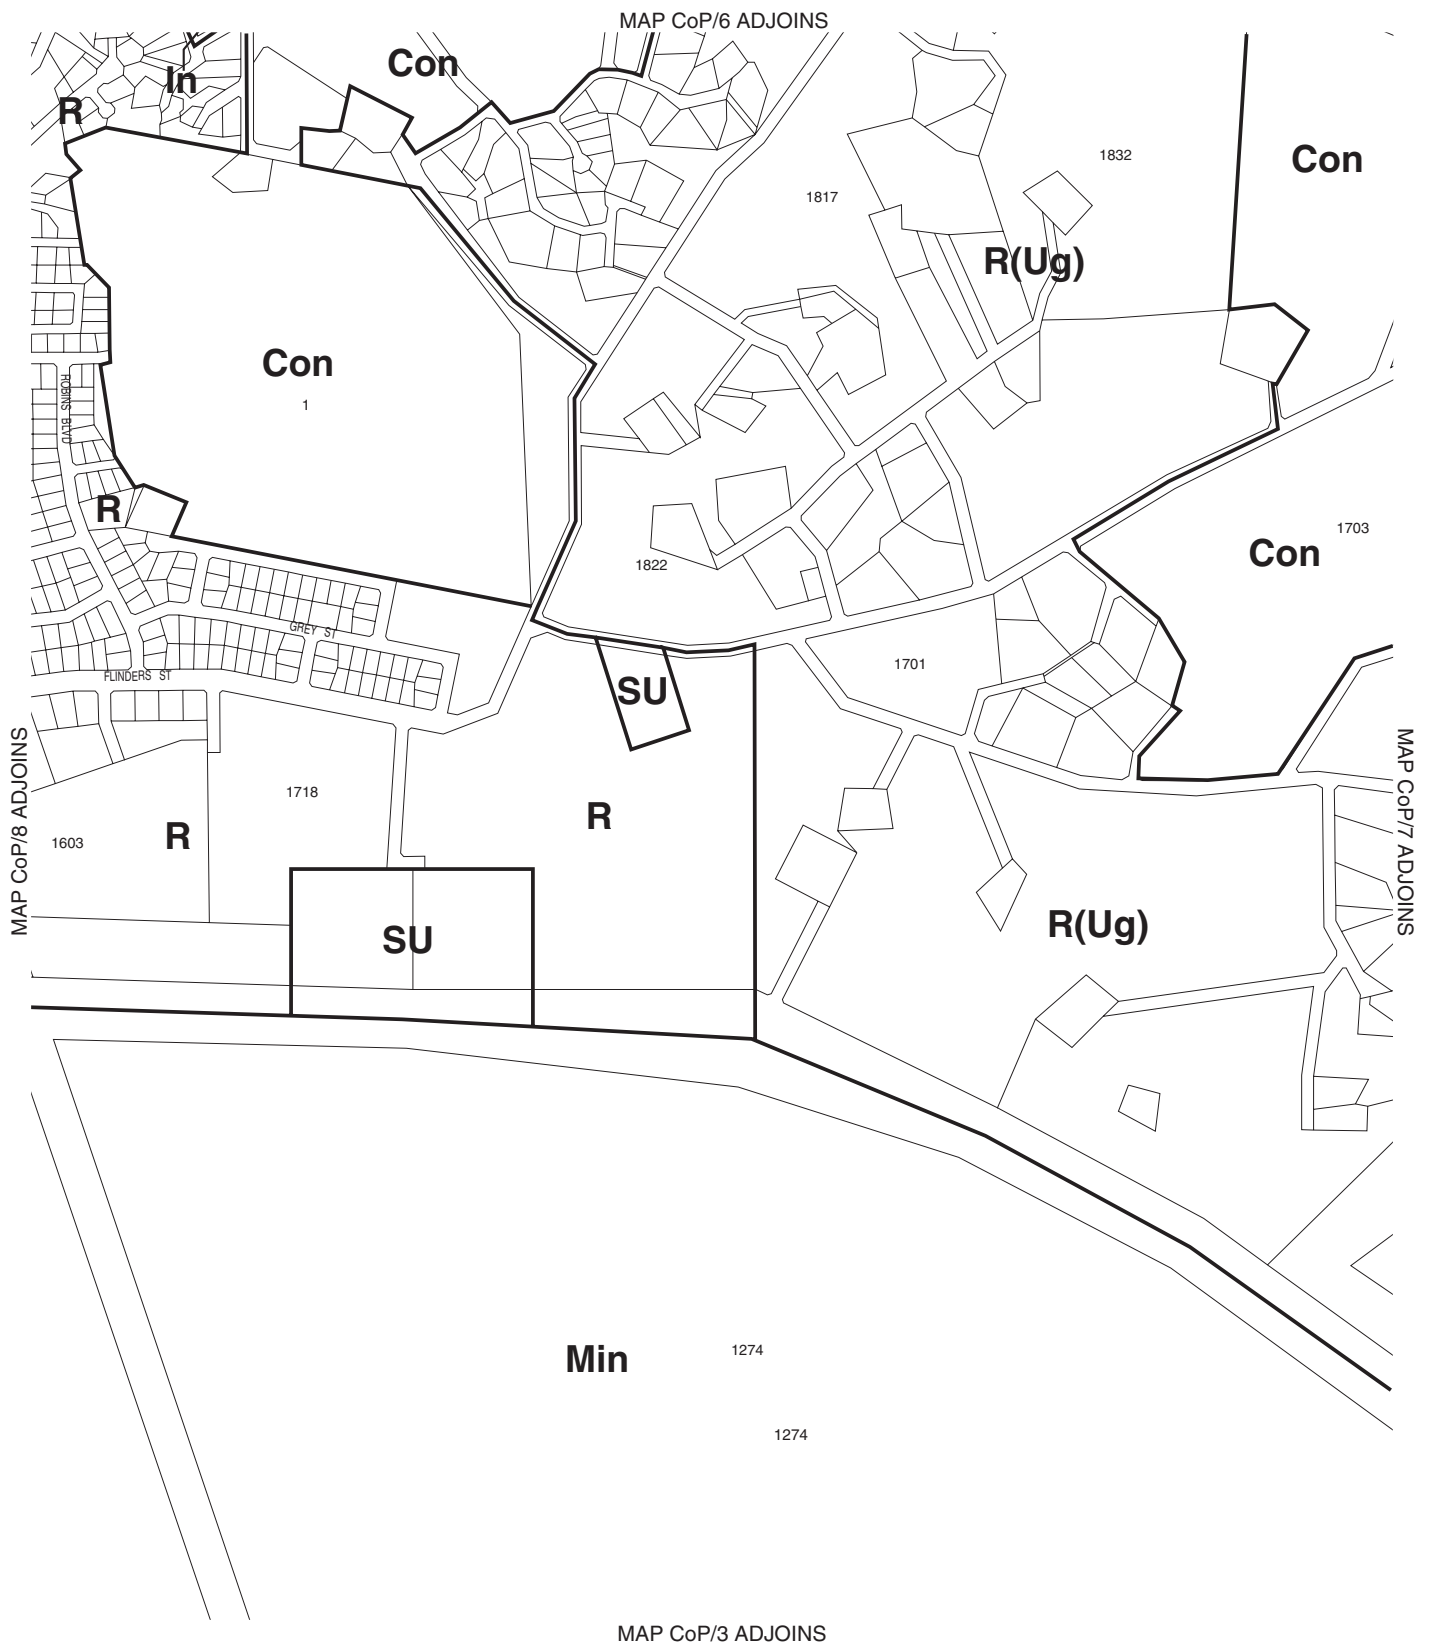 MAP CoP/6 ADJOINS
Con
In
R
1832
Con
1817
R(Ug)
Con
1
ROBINS BLVD
R
1703
Con
1822
GREY ST
1701
FLINDERS ST
SU
MAP CoP/8 ADJOINS
MAP CoP/7 ADJOINS
1718
R
R
1603
R(Ug)
SU
Min
1274
1274
MAP CoP/3 ADJOINS